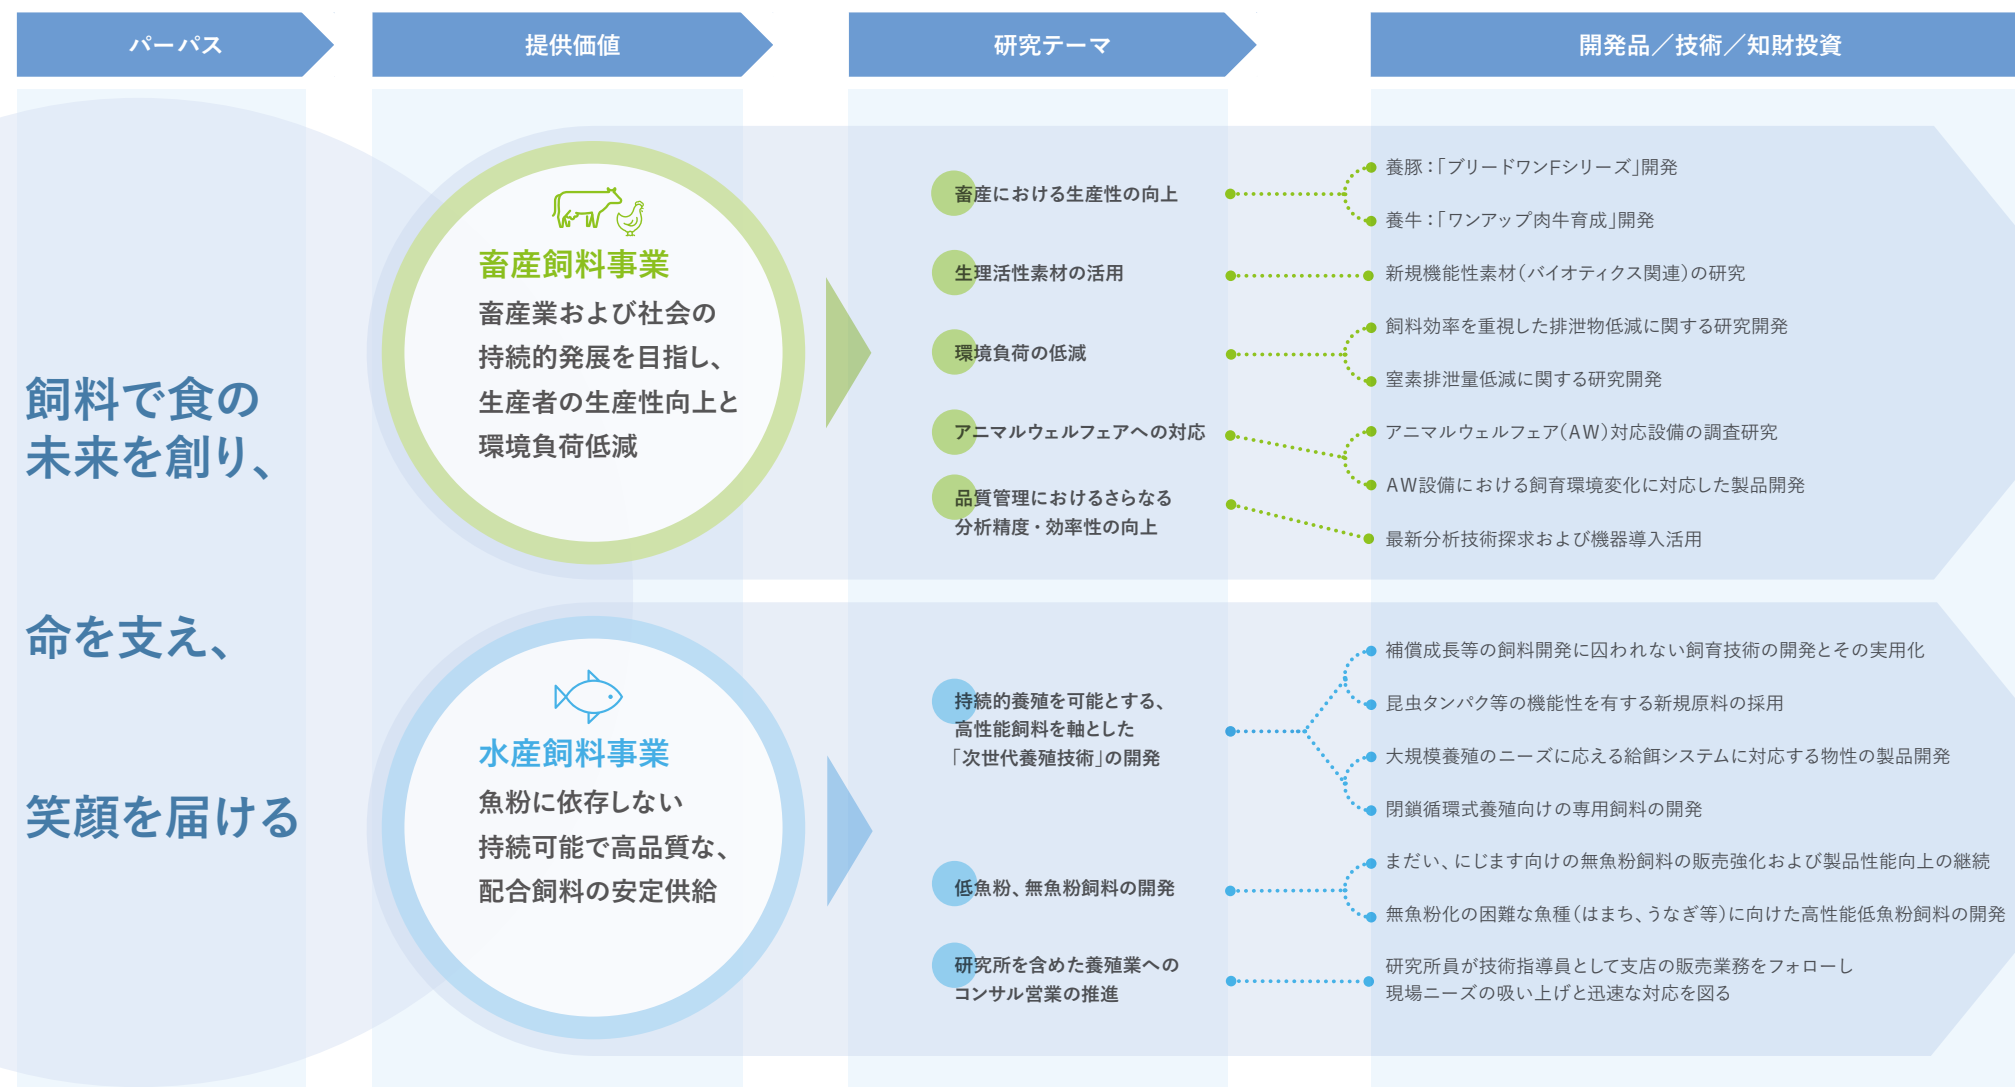 パーパス
提供価値
研究テーマ
開発品／技術／知財投資
飼料で食の
未来を創り、
命を支え、
笑顔を届ける
畜産飼料事業
畜産業および社会の
持続的発展を目指し、
生産者の生産性向上と
環境負荷低減
畜産における生産性の向上
養豚：「ブリードワンFシリーズ」開発
養牛：「ワンアップ肉牛育成」開発
生理活性素材の活用
新規機能性素材（バイオティクス関連）の研究
環境負荷の低減
飼料効率を重視した排泄物低減に関する研究開発
窒素排泄量低減に関する研究開発
アニマルウェルフェアへの対応
アニマルウェルフェア（AW）対応設備の調査研究
AW設備における飼育環境変化に対応した製品開発
品質管理におけるさらなる
分析精度・効率性の向上
最新分析技術探求および機器導入活用
水産飼料事業
魚粉に依存しない
持続可能で高品質な、
配合飼料の安定供給
持続的養殖を可能とする、
高性能飼料を軸とした
「次世代養殖技術」の開発
補償成長等の飼料開発に囚われない飼育技術の開発とその実用化
昆虫タンパク等の機能性を有する新規原料の採用
大規模養殖のニーズに応える給餌システムに対応する物性の製品開発
閉鎖循環式養殖向けの専用飼料の開発
低魚粉、無魚粉飼料の開発
まだい、にじます向けの無魚粉飼料の販売強化および製品性能向上の継続
無魚粉化の困難な魚種（はまち、うなぎ等）に向けた高性能低魚粉飼料の開発
研究所を含めた養殖業への
コンサル営業の推進
研究所員が技術指導員として支店の販売業務をフォローし
現場ニーズの吸い上げと迅速な対応を図る